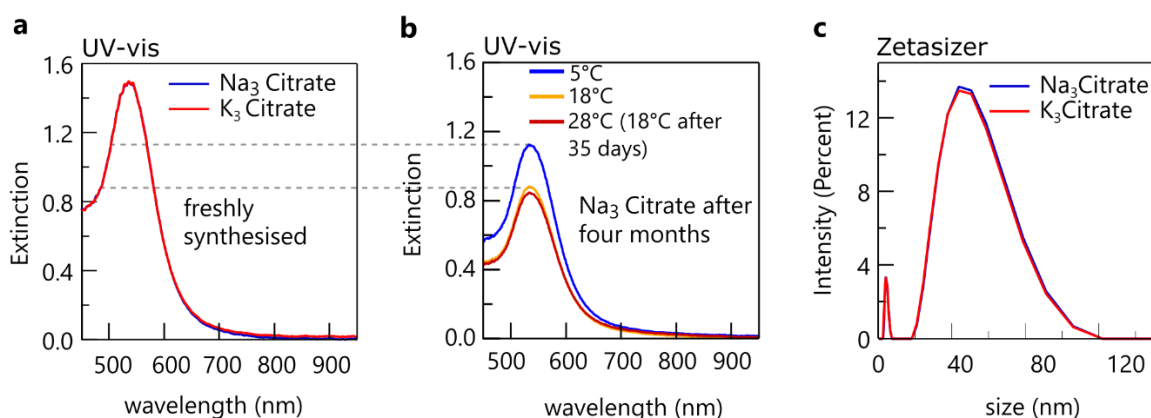 a
UV-vis
Na₃ Citrate
K₃ Citrate
freshly
synthesised
Extinction
1.6
1.2
0.8
0.4
0.0
500 600 700 800 900
wavelength (nm)
b
UV-vis
5°C
18°C
28°C (18°C after
35 days)
Na₃ Citrate after
four months
Extinction
1.6
1.2
0.8
0.4
0.0
500 600 700 800 900
wavelength (nm)
c
Zetasizer
Na₃Citrate
K₃Citrate
Intensity (Percent)
12
8
4
0
0 40 80 120
size (nm)